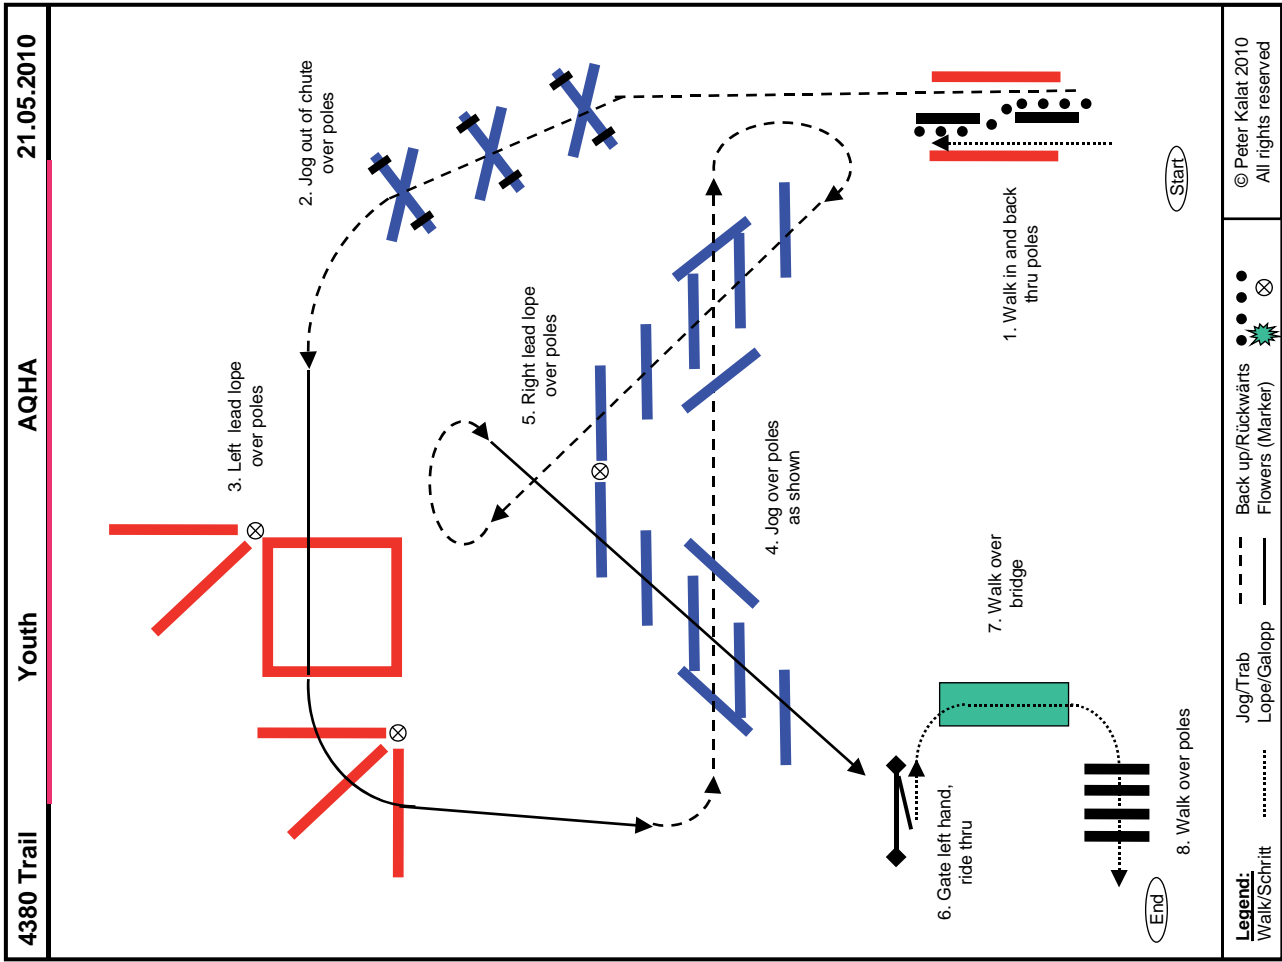 4380 Trail Youth AQHA 21.05.2010
2. Jog out of chute
over poles
3. Left lead lope
over poles
5. Right lead lope
over poles
4. Jog over poles
as shown
1. Walk in and back
thru poles
Start
7. Walk over
bridge
6. Gate left hand,
ride thru
8. Walk over poles
End
Legend:
Walk/Schritt
Jog/Trab
Lope/Galopp
Back up/Rückwärts
Flowers (Marker)
© Peter Kalat 2010
All rights reserved